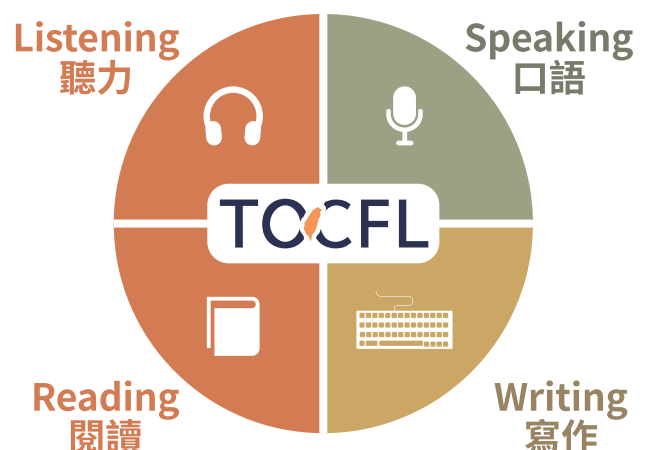 Listening
聽力
Speaking
口語
TOCFL
Reading
閱讀
Writing
寫作